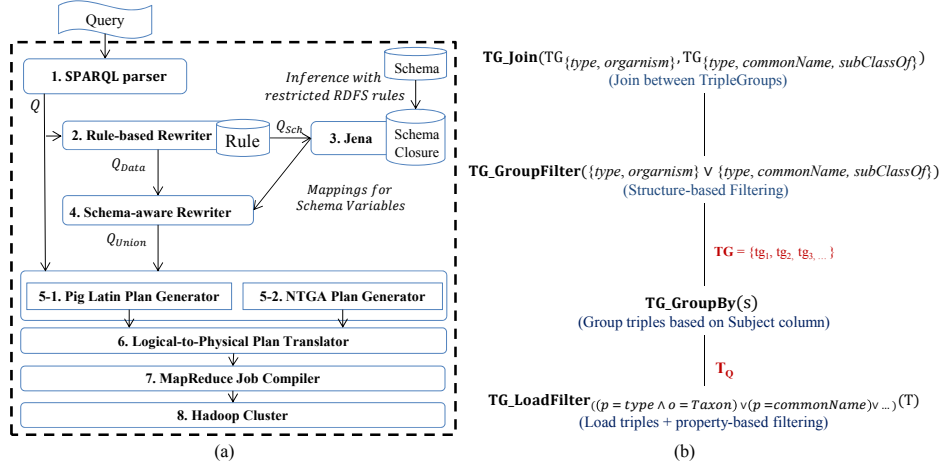 Query
1. SPARQL parser
Q
Schema
Inference with
restricted RDFS rules
2. Rule-based Rewriter
Rule
Q_Sch
3. Jena
Schema
Closure
Q_Data
Mappings for
Schema Variables
4. Schema-aware Rewriter
Q_Union
5-1. Pig Latin Plan Generator
5-2. NTGA Plan Generator
6. Logical-to-Physical Plan Translator
7. MapReduce Job Compiler
8. Hadoop Cluster
(a)
TG_Join(TG{type, orgarnism}, TG{type, commonName, subClassOf})
(Join between TripleGroups)
TG_GroupFilter({type, orgarnism} ∨ {type, commonName, subClassOf})
(Structure-based Filtering)
TG = {tg1, tg2, tg3, ... }
TG_GroupBy(s)
(Group triples based on Subject column)
T_Q
TG_LoadFilter((p = type ∧ o = Taxon) ∨(p =commonName)∨ …)(T)
(Load triples + property-based filtering)
(b)